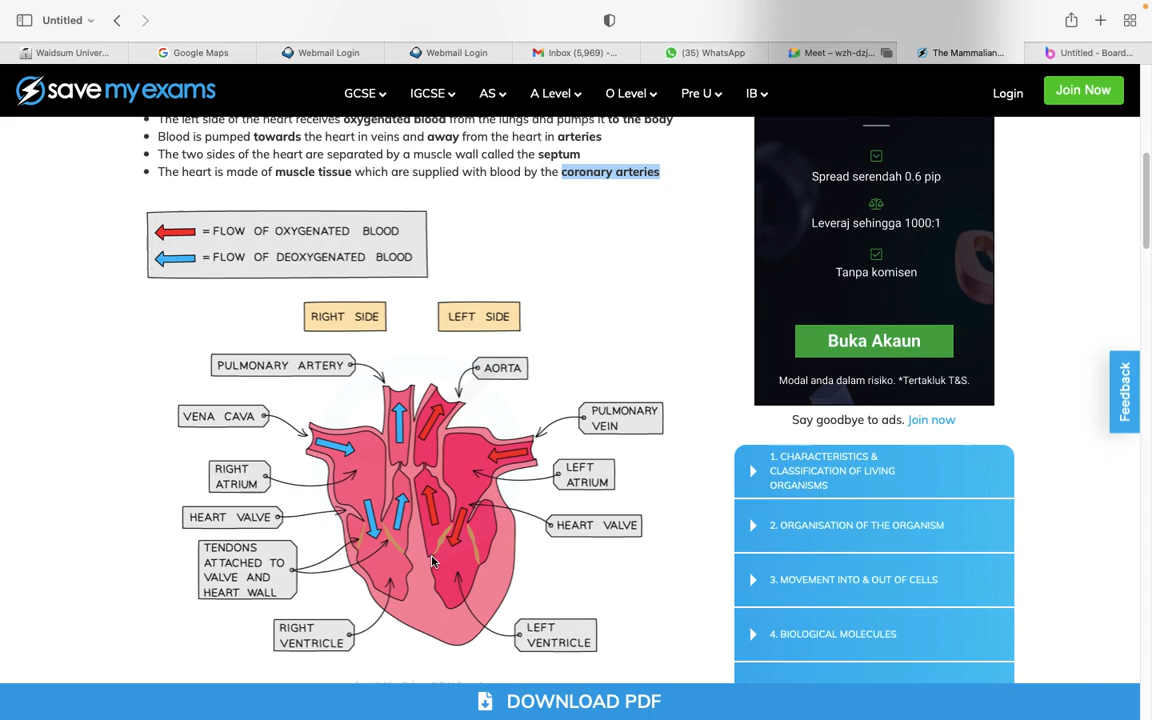 Untitled
Waidsum Univer...
Google Maps
Webmail Login
Webmail Login
Inbox (5,969) -...
(35) WhatsApp
Meet – wzh-dzj...
The Mammalian...
Untitled - Board...
save my exams
GCSE
IGCSE
AS
A Level
O Level
Pre U
IB
Login
Join Now
The left side of the heart receives oxygenated blood from the lungs and pumps it to the body
Blood is pumped towards the heart in veins and away from the heart in arteries
The two sides of the heart are separated by a muscle wall called the septum
The heart is made of muscle tissue which are supplied with blood by the coronary arteries
= FLOW OF OXYGENATED BLOOD
= FLOW OF DEOXYGENATED BLOOD
RIGHT SIDE
LEFT SIDE
PULMONARY ARTERY
AORTA
VENA CAVA
PULMONARY
VEIN
RIGHT
ATRIUM
LEFT
ATRIUM
HEART VALVE
HEART VALVE
TENDONS
ATTACHED TO
VALVE AND
HEART WALL
RIGHT
VENTRICLE
LEFT
VENTRICLE
Spread serendah 0.6 pip
Leveraj sehingga 1000:1
Tanpa komisen
Buka Akaun
Modal anda dalam risiko. *Tertakluk T&S.
Say goodbye to ads. Join now
Feedback
1. CHARACTERISTICS &
CLASSIFICATION OF LIVING
ORGANISMS
2. ORGANISATION OF THE ORGANISM
3. MOVEMENT INTO & OUT OF CELLS
4. BIOLOGICAL MOLECULES
DOWNLOAD PDF